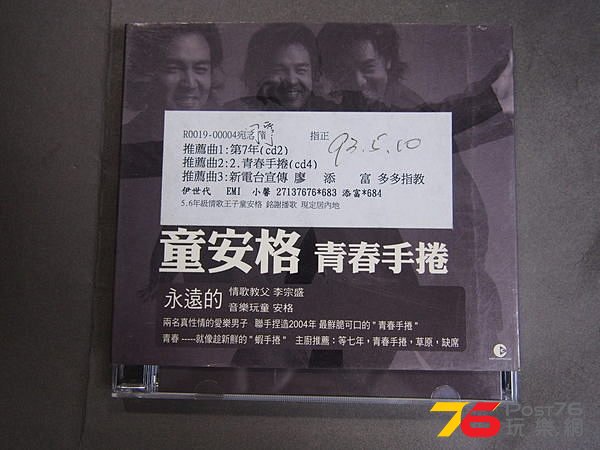 R0019-00004宛志 指正 93.5.10
推薦曲1:第7年(cd2)
推薦曲2:2.青春手捲(cd4)
推薦曲3:新電台宣傳 廖 添 富 多多指教
伊世代 EMI 小馨 27137676*683 添富*684
5.6年級情歌王子童安格 銘謝播歌 現定居內地
童安格 青春手捲
永遠的 情歌教父 李宗盛
音樂玩童 安格
兩名真性情的愛樂男子 聯手捏造2004年 最鮮脆可口的"青春手捲"
青春 -----就像趁新鮮的"蝦手捲" 主廚推薦：等七年，青春手捲，草原，缺席
76 POST76
玩樂網